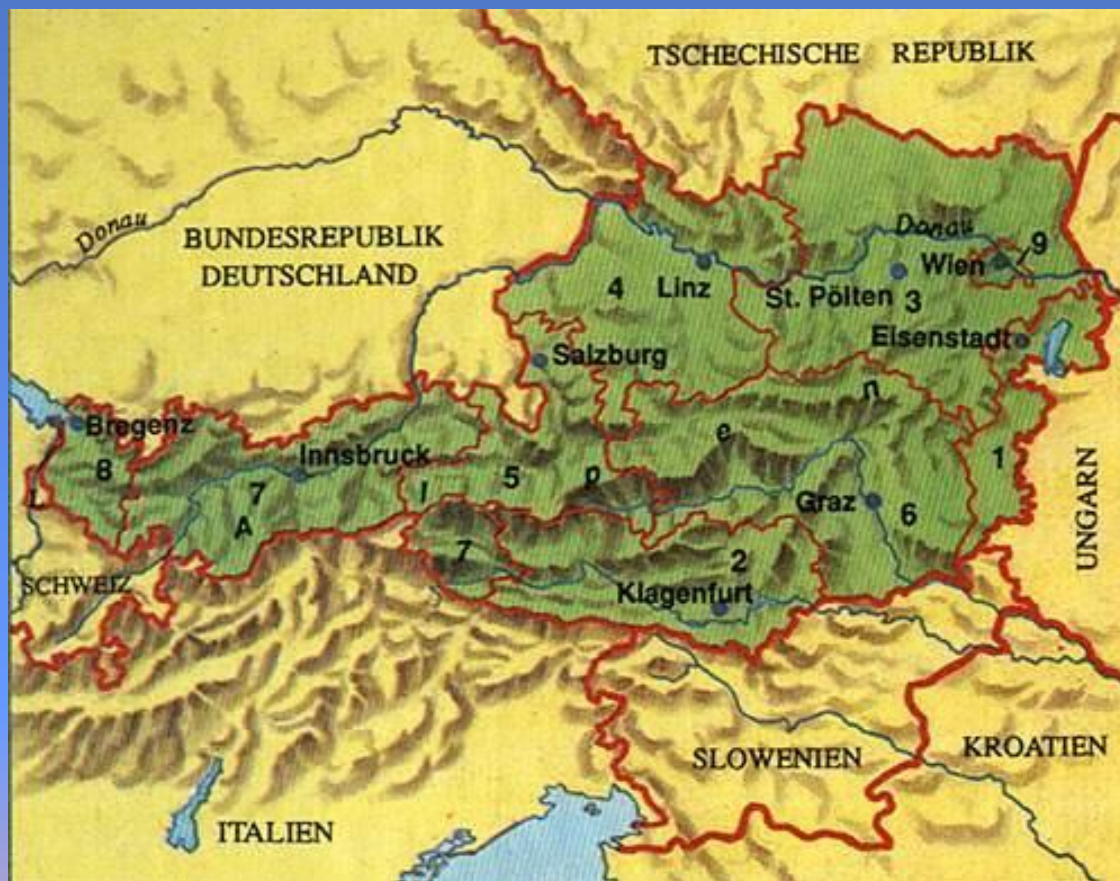 TSCHECHISCHE REPUBLIK
Donau
BUNDESREPUBLIK
DEUTSCHLAND
Donau
9
Wien
4
Linz
St. Pölten
3
Eisenstadt
Salzburg
n
Bregenz
e
Innsbruck
8
7
l
5
p
1
A
L
Graz
6
7
2
UNGARN
SCHWEIZ
Klagenfurt
SLOWENIEN
KROATIEN
ITALIEN